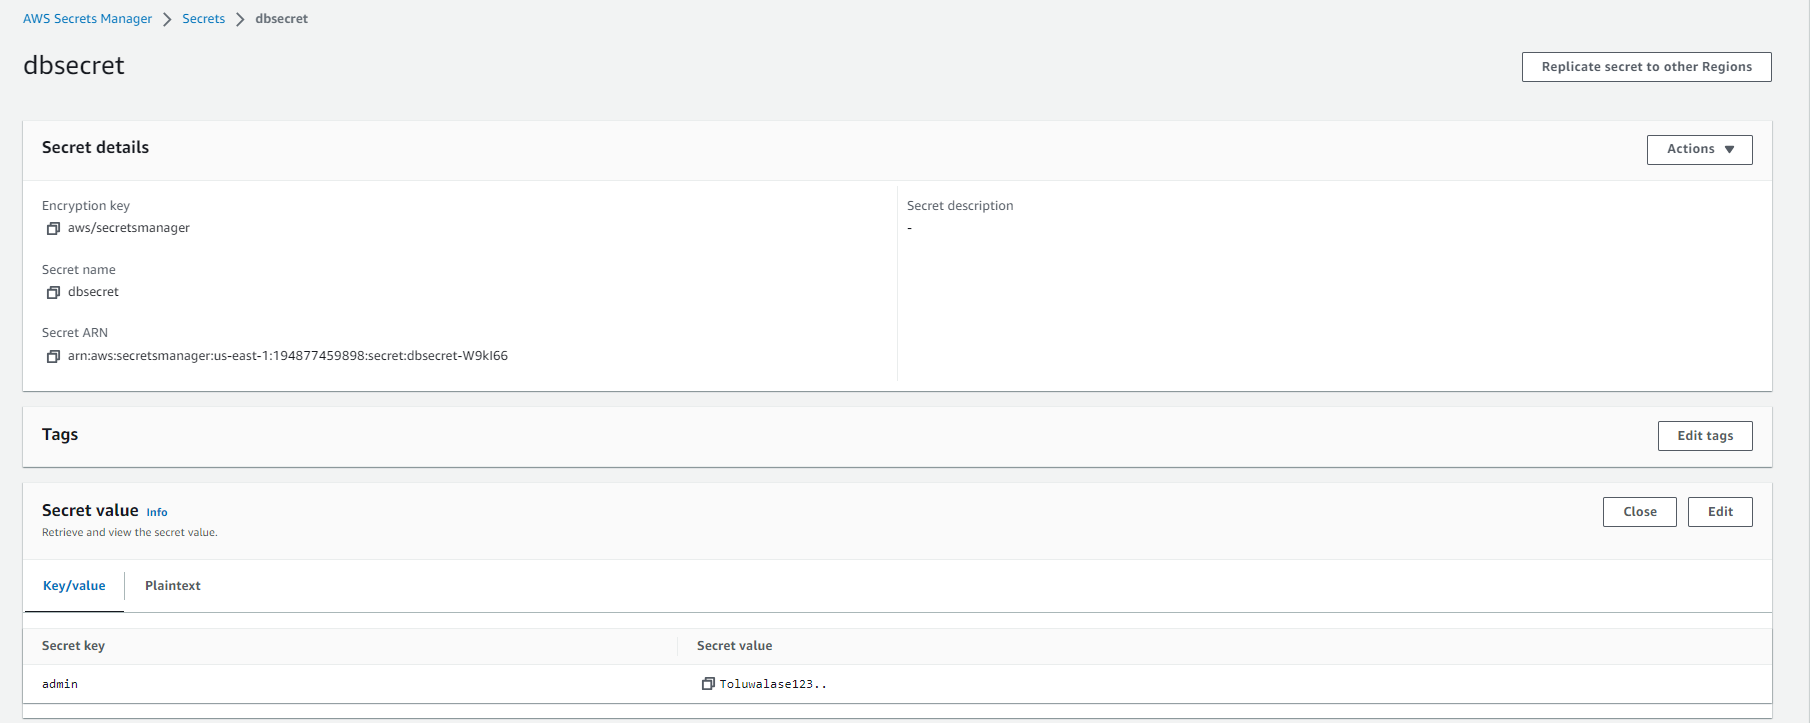 AWS Secrets Manager > Secrets > dbsecret
dbsecret
Replicate secret to other Regions
Secret details
Actions
Encryption key
aws/secretsmanager
Secret name
dbsecret
Secret ARN
arn:aws:secretsmanager:us-east-1:194877459898:secret:dbsecret-W9kI66
Secret description
-
Tags
Edit tags
Secret value Info
Retrieve and view the secret value.
Close
Edit
Key/value
Plaintext
Secret key
Secret value
admin
Toluwalase123..